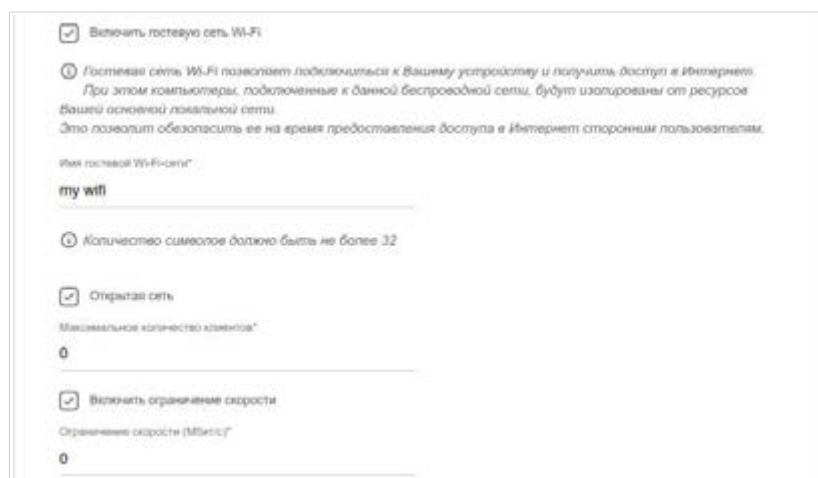 Включить гостевую сеть Wi-Fi
Гостевая сеть Wi-Fi позволяет подключиться к Вашему устройству и получить доступ в Интернет.
При этом компьютеры, подключенные к данной беспроводной сети, будут изолированы от ресурсов
Вашей основной локальной сети.
Это позволит обезопасить ее на время предоставления доступа в Интернет сторонним пользователям.
Имя гостевой Wi-Fi-сети*
my wifi
Количество символов должно быть не более 32
Открытая сеть
Максимальное количество клиентов*
0
Включить ограничение скорости
Ограничение скорости (Мбит/с)*
0